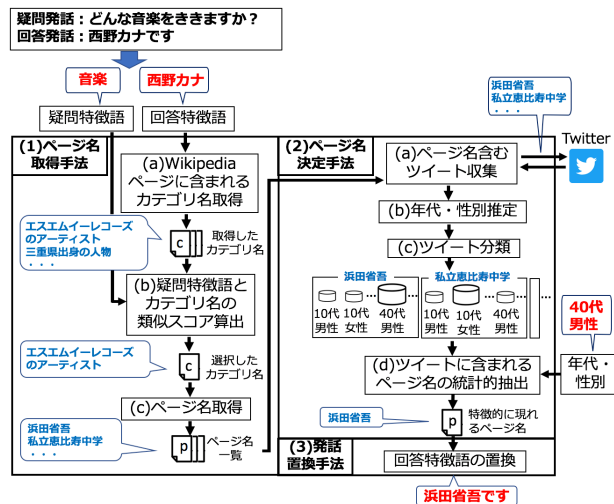 疑問発話：どんな音楽をききますか？
回答発話：西野カナです
音楽
西野カナ
疑問特徴語
回答特徴語
(1)ページ名
取得手法
(a)Wikipedia
ページに含まれる
カテゴリ名取得
エスエムイーレコーズ
のアーティスト
三重県出身の人物
・・・
c
取得した
カテゴリ名
(b)疑問特徴語と
カテゴリ名の
類似スコア算出
エスエムイーレコーズ
のアーティスト
c
選択した
カテゴリ名
(c)ページ名取得
浜田省吾
私立恵比寿中学
・・・
p
ページ名
一覧
(2)ページ名
決定手法
(a)ページ名含む
ツイート収集
浜田省吾
私立恵比寿中学
・・・
Twitter
(b)年代・性別推定
(c)ツイート分類
浜田省吾
私立恵比寿中学
10代
男性
10代
女性
40代
男性
10代
男性
10代
女性
40代
男性
40代
男性
年代・
性別
(d)ツイートに含まれる
ページ名の統計的抽出
浜田省吾
p
特徴的に現れ
るページ名
(3)発話
置換手法
回答特徴語の置換
浜田省吾です